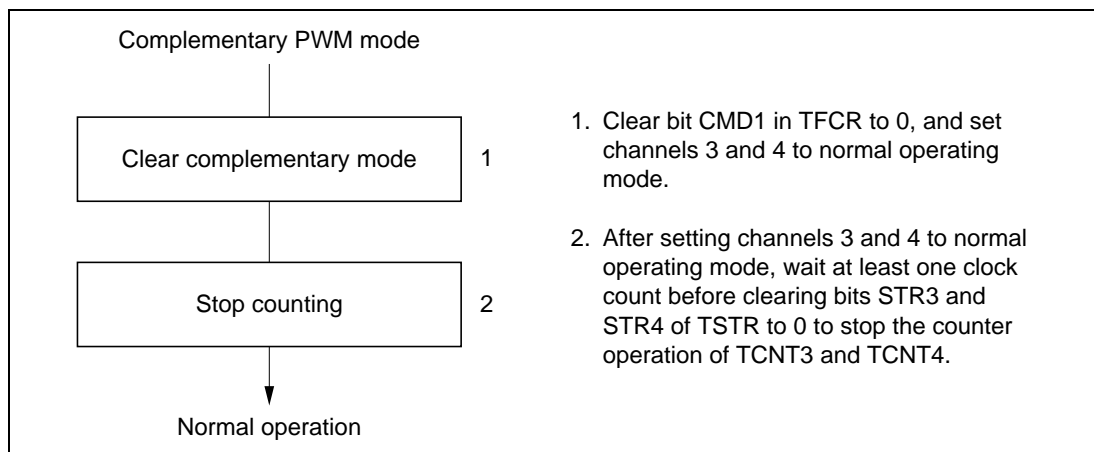 Complementary PWM mode
Clear complementary mode
1
Stop counting
2
Normal operation
1. Clear bit CMD1 in TFCR to 0, and set
channels 3 and 4 to normal operating
mode.
2. After setting channels 3 and 4 to normal
operating mode, wait at least one clock
count before clearing bits STR3 and
STR4 of TSTR to 0 to stop the counter
operation of TCNT3 and TCNT4.